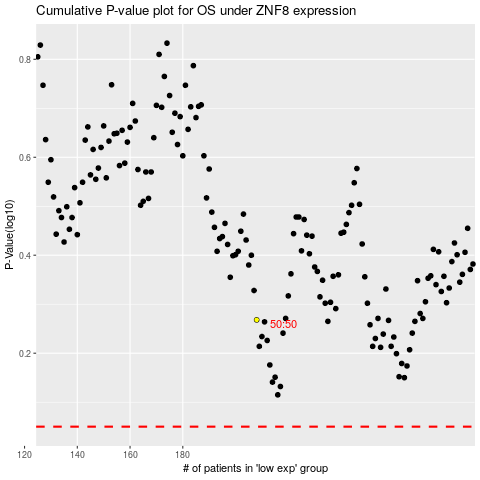 Cumulative P-value plot for OS under ZNF8 expression
P-Value(log10)
0.8
0.6
0.4
0.2
50:50
120 140 160 180
# of patients in 'low exp' group